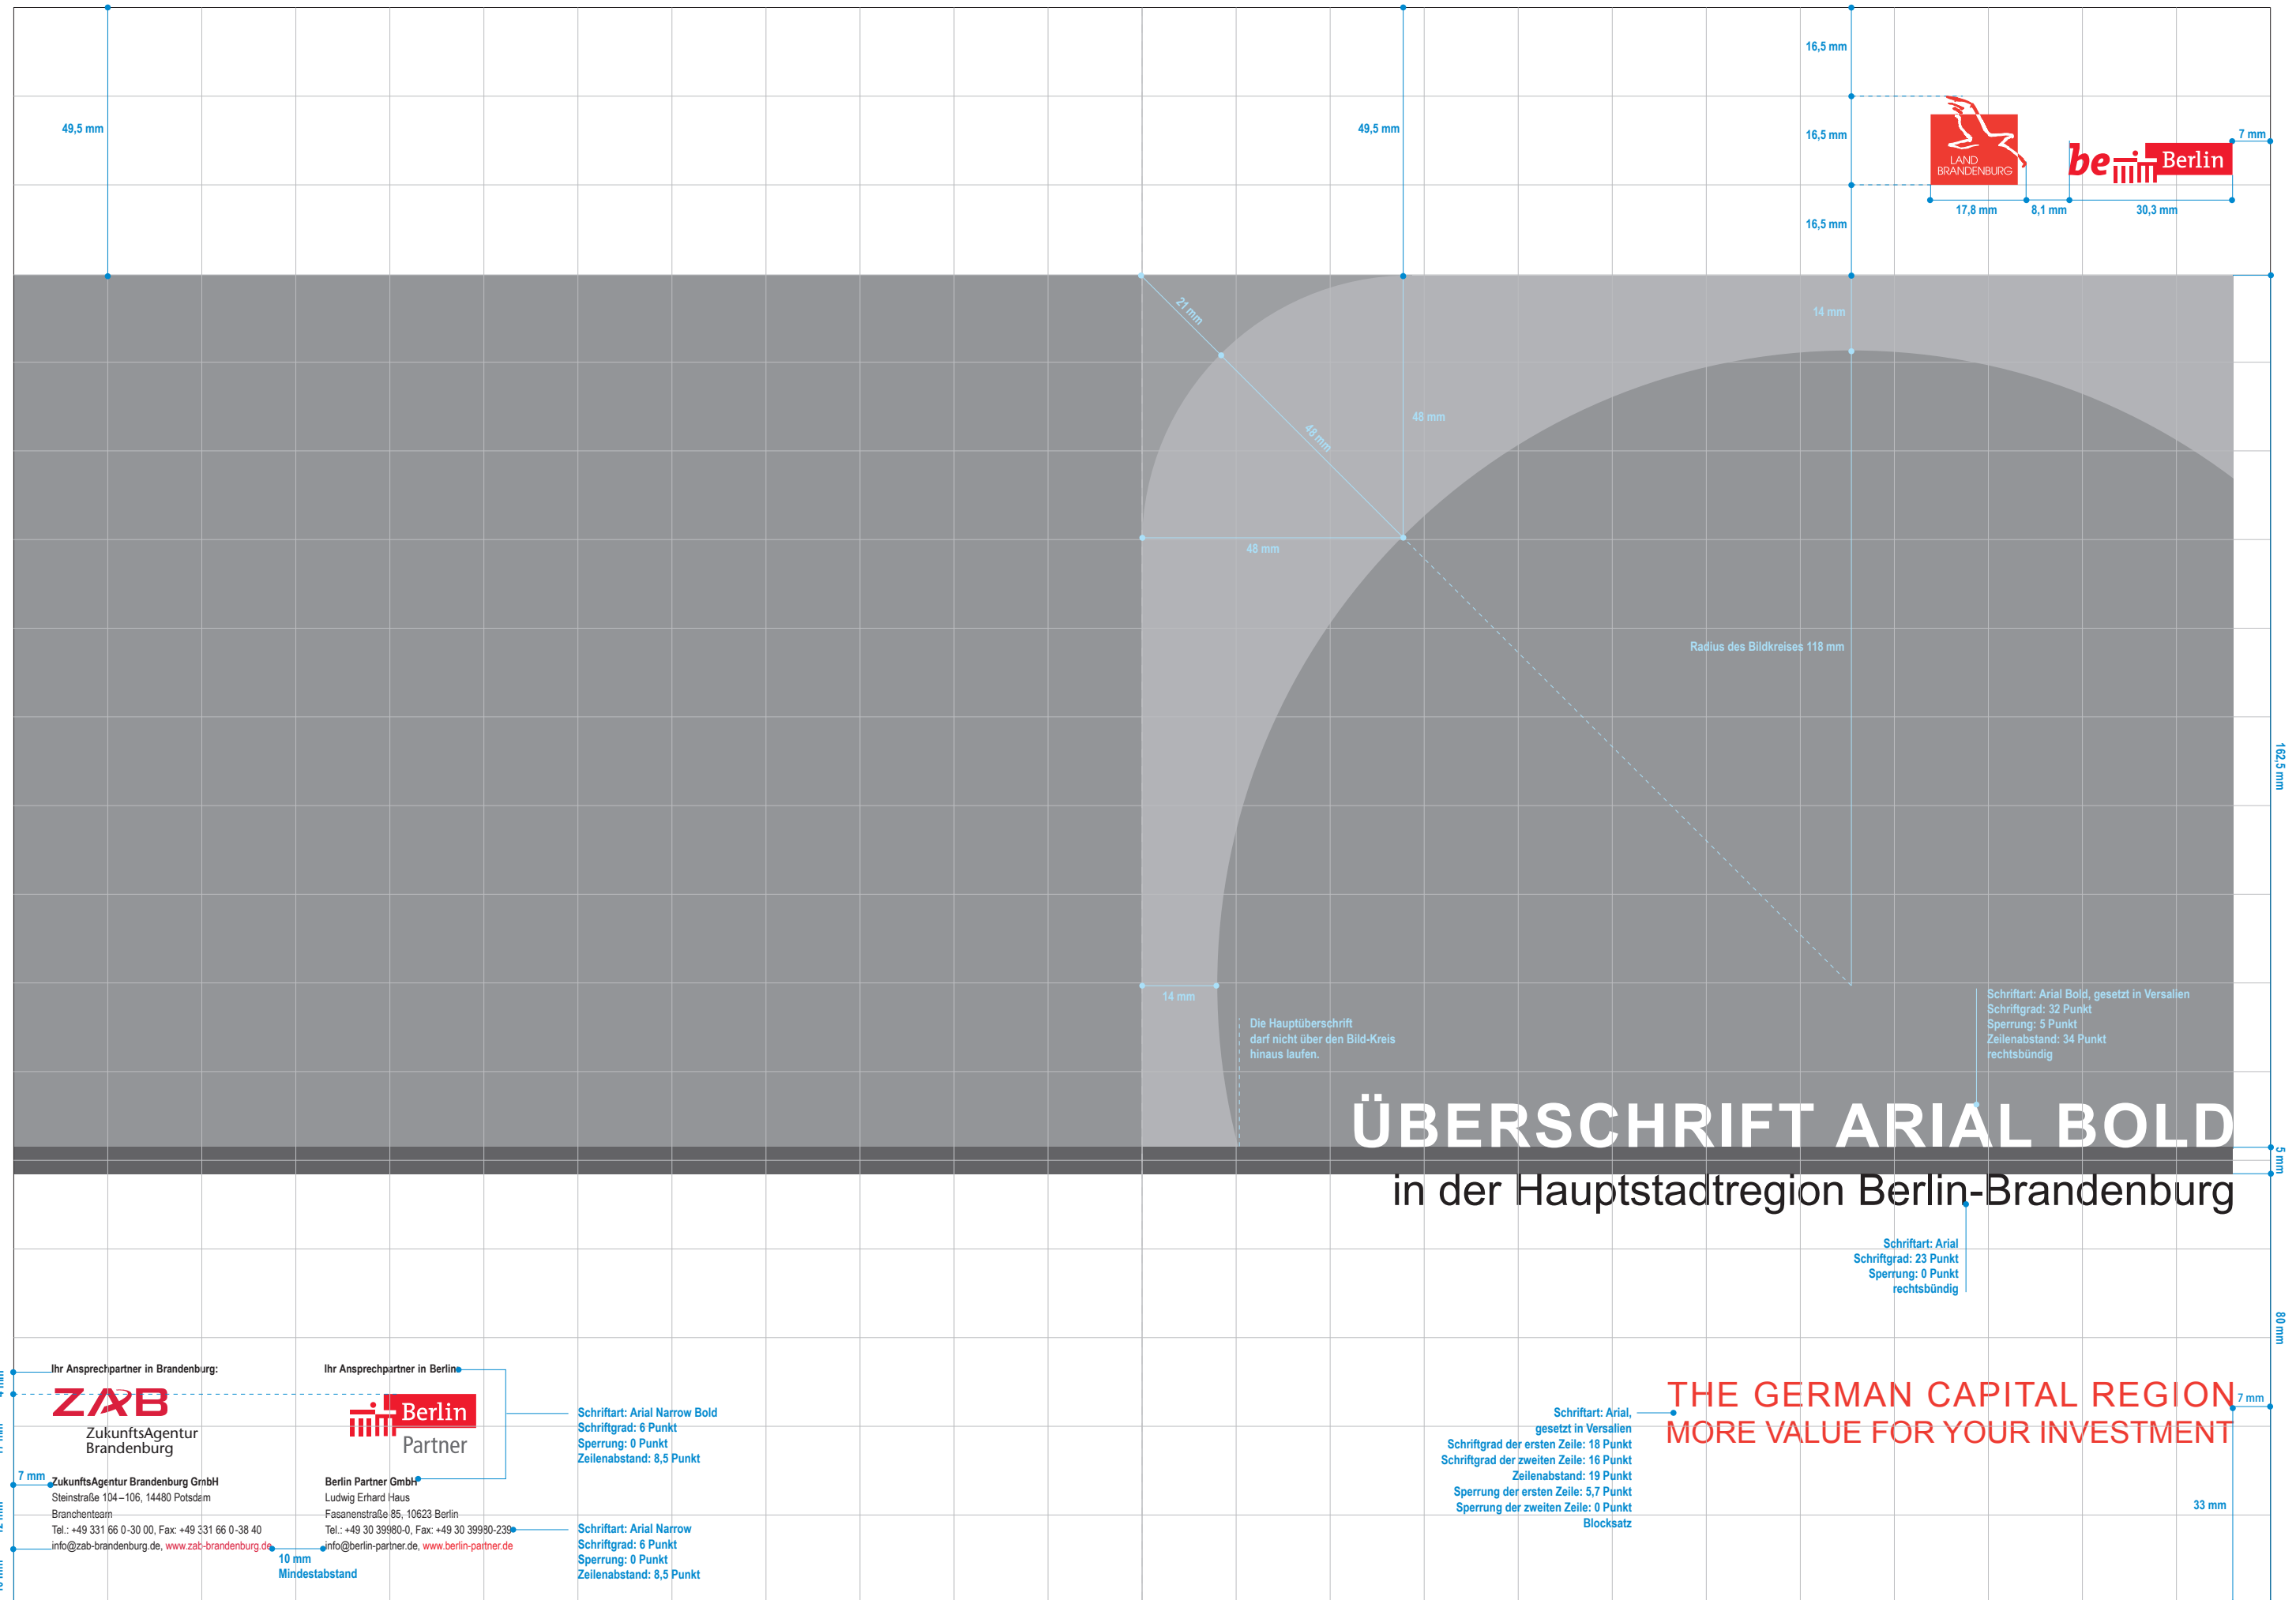 16,5 mm
49,5 mm
49,5 mm
16,5 mm
7 mm
LAND
BRANDENBURG
be Berlin
17,8 mm
8,1 mm
30,3 mm
16,5 mm
21 mm
14 mm
48 mm
48 mm
48 mm
Radius des Bildkreises 118 mm
162,5 mm
14 mm
Die Hauptüberschrift
darf nicht über den Bild-Kreis
hinaus laufen.
Schriftart: Arial Bold, gesetzt in Versalien
Schriftgrad: 32 Punkt
Sperrung: 5 Punkt
Zeilenabstand: 34 Punkt
rechtsbündig
ÜBERSCHRIFT ARIAL BOLD
5 mm
in der Hauptstadtregion Berlin-Brandenburg
Schriftart: Arial
Schriftgrad: 23 Punkt
Sperrung: 0 Punkt
rechtsbündig
80 mm
Ihr Ansprechpartner in Brandenburg:
ZAB
ZukunftsAgentur
Brandenburg
7 mm
ZukunftsAgentur Brandenburg GmbH
Steinstraße 104–106, 14480 Potsdam
Branchenteam
Tel.: +49 331 66 0-30 00, Fax: +49 331 66 0-38 40
info@zab-brandenburg.de, www.zab-brandenburg.de
10 mm
Mindestabstand
Ihr Ansprechpartner in Berlin:
Berlin
Partner
Berlin Partner GmbH
Ludwig Erhard Haus
Fasanenstraße 85, 10623 Berlin
Tel.: +49 30 39980-0, Fax: +49 30 39980-239
info@berlin-partner.de, www.berlin-partner.de
Schriftart: Arial Narrow Bold
Schriftgrad: 6 Punkt
Sperrung: 0 Punkt
Zeilenabstand: 8,5 Punkt
Schriftart: Arial Narrow
Schriftgrad: 6 Punkt
Sperrung: 0 Punkt
Zeilenabstand: 8,5 Punkt
Schriftart: Arial,
gesetzt in Versalien
Schriftgrad der ersten Zeile: 18 Punkt
Schriftgrad der zweiten Zeile: 16 Punkt
Zeilenabstand: 19 Punkt
Sperrung der ersten Zeile: 5,7 Punkt
Sperrung der zweiten Zeile: 0 Punkt
Blocksatz
THE GERMAN CAPITAL REGION
MORE VALUE FOR YOUR INVESTMENT
7 mm
33 mm